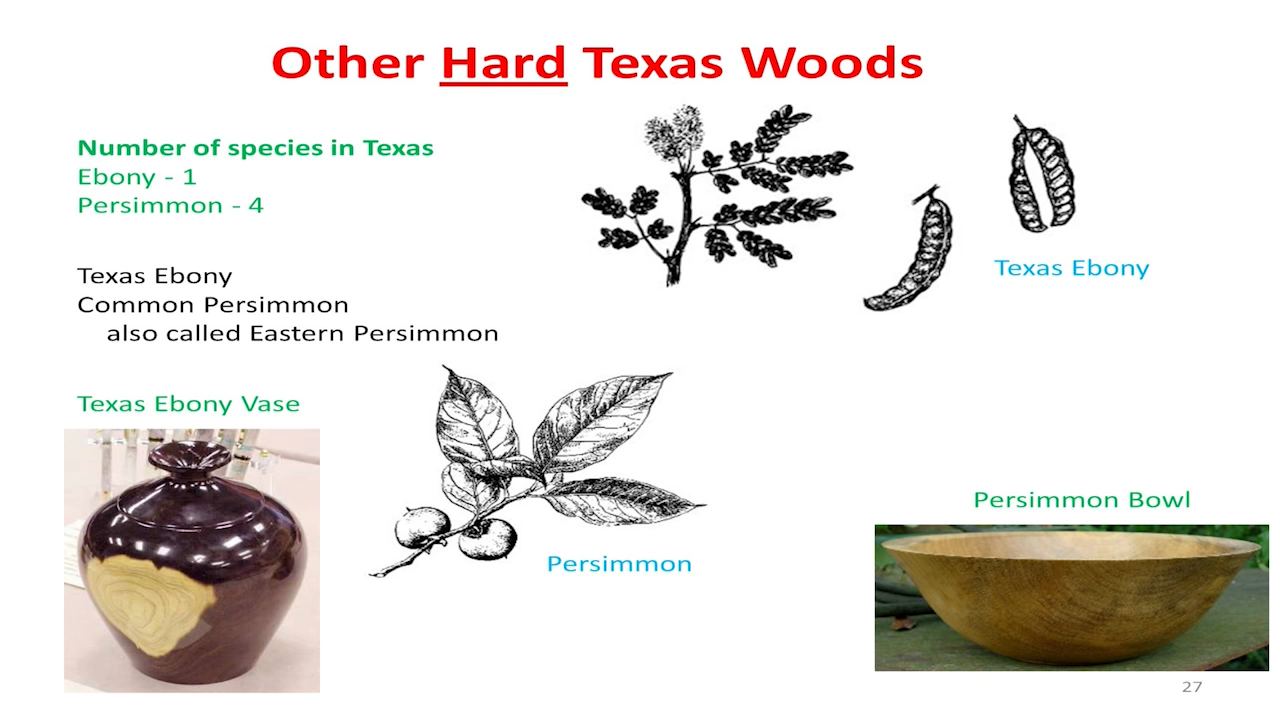 Other Hard Texas Woods
Number of species in Texas
Ebony - 1
Persimmon - 4
Texas Ebony
Common Persimmon
also called Eastern Persimmon
Texas Ebony
Texas Ebony Vase
Persimmon
Persimmon Bowl
27